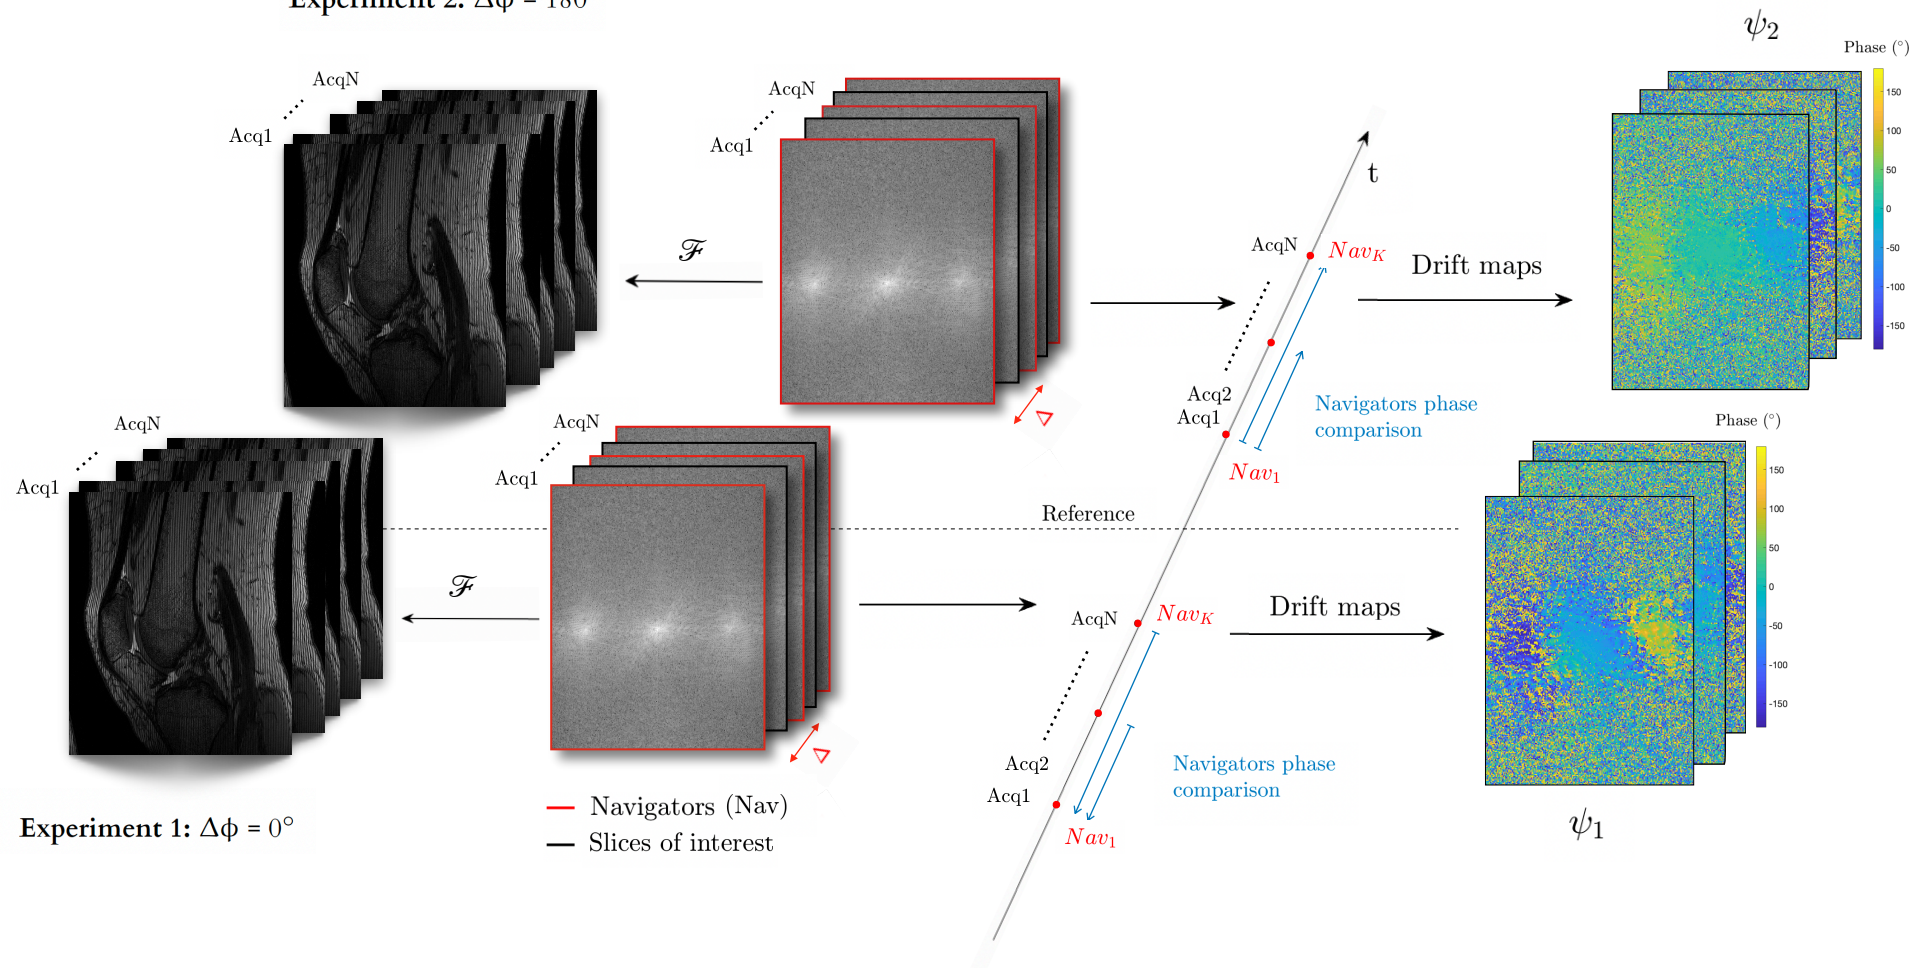 Experiment 2: Δϕ = 180
ψ2
Phase (°)
AcqN
Acq1
AcqN
Acq1
ℱ
t
AcqN
NavK
Drift maps
Acq2
Acq1
Nav1
Navigators phase
comparison
Δ
150
100
50
0
-50
-100
-150
AcqN
Acq1
AcqN
Acq1
Reference
Phase (°)
ℱ
AcqN
NavK
Drift maps
Acq2
Acq1
Nav1
Navigators phase
comparison
Δ
150
100
50
0
-50
-100
-150
ψ1
Experiment 1: Δϕ = 0°
Navigators (Nav)
Slices of interest